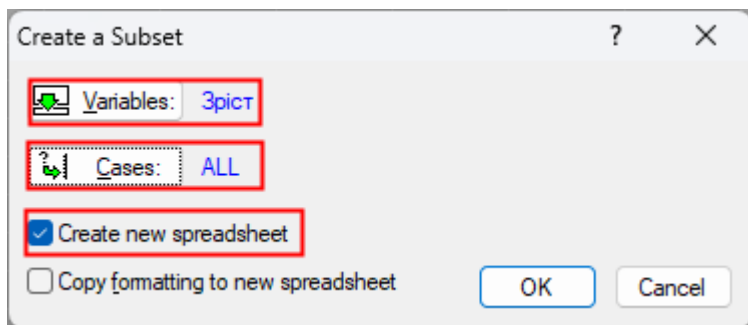 Create a Subset ? ×
Variables: Зріст
Cases: ALL
Create new spreadsheet
Copy formatting to new spreadsheet
OK Cancel